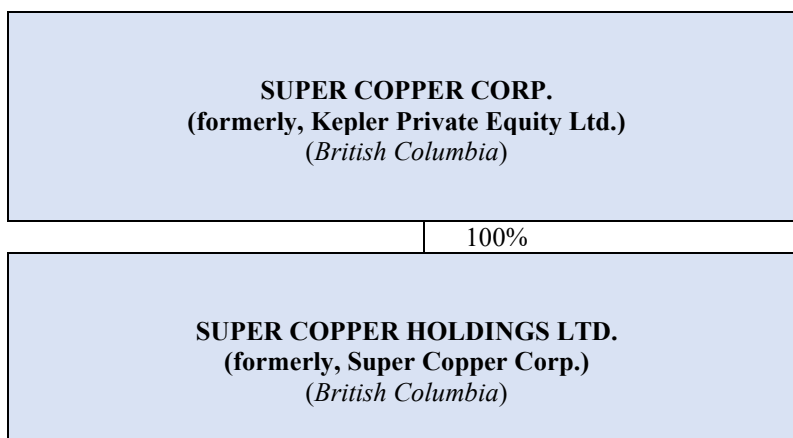 SUPER COPPER CORP.
(formerly, Kepler Private Equity Ltd.)
(British Columbia)
100%
SUPER COPPER HOLDINGS LTD.
(formerly, Super Copper Corp.)
(British Columbia)